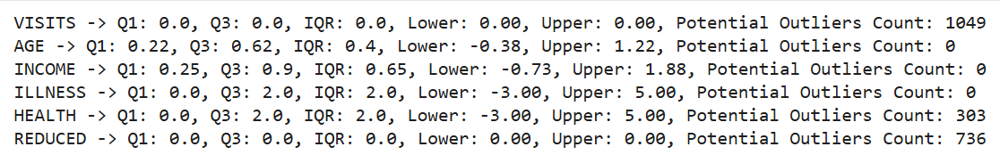 VISITS -> Q1: 0.0, Q3: 0.0, IQR: 0.0, Lower: 0.00, Upper: 0.00, Potential Outliers Count: 1049
AGE -> Q1: 0.22, Q3: 0.62, IQR: 0.4, Lower: -0.38, Upper: 1.22, Potential Outliers Count: 0
INCOME -> Q1: 0.25, Q3: 0.9, IQR: 0.65, Lower: -0.73, Upper: 1.88, Potential Outliers Count: 0
ILLNESS -> Q1: 0.0, Q3: 2.0, IQR: 2.0, Lower: -3.00, Upper: 5.00, Potential Outliers Count: 0
HEALTH -> Q1: 0.0, Q3: 2.0, IQR: 2.0, Lower: -3.00, Upper: 5.00, Potential Outliers Count: 303
REDUCED -> Q1: 0.0, Q3: 0.0, IQR: 0.0, Lower: 0.00, Upper: 0.00, Potential Outliers Count: 736